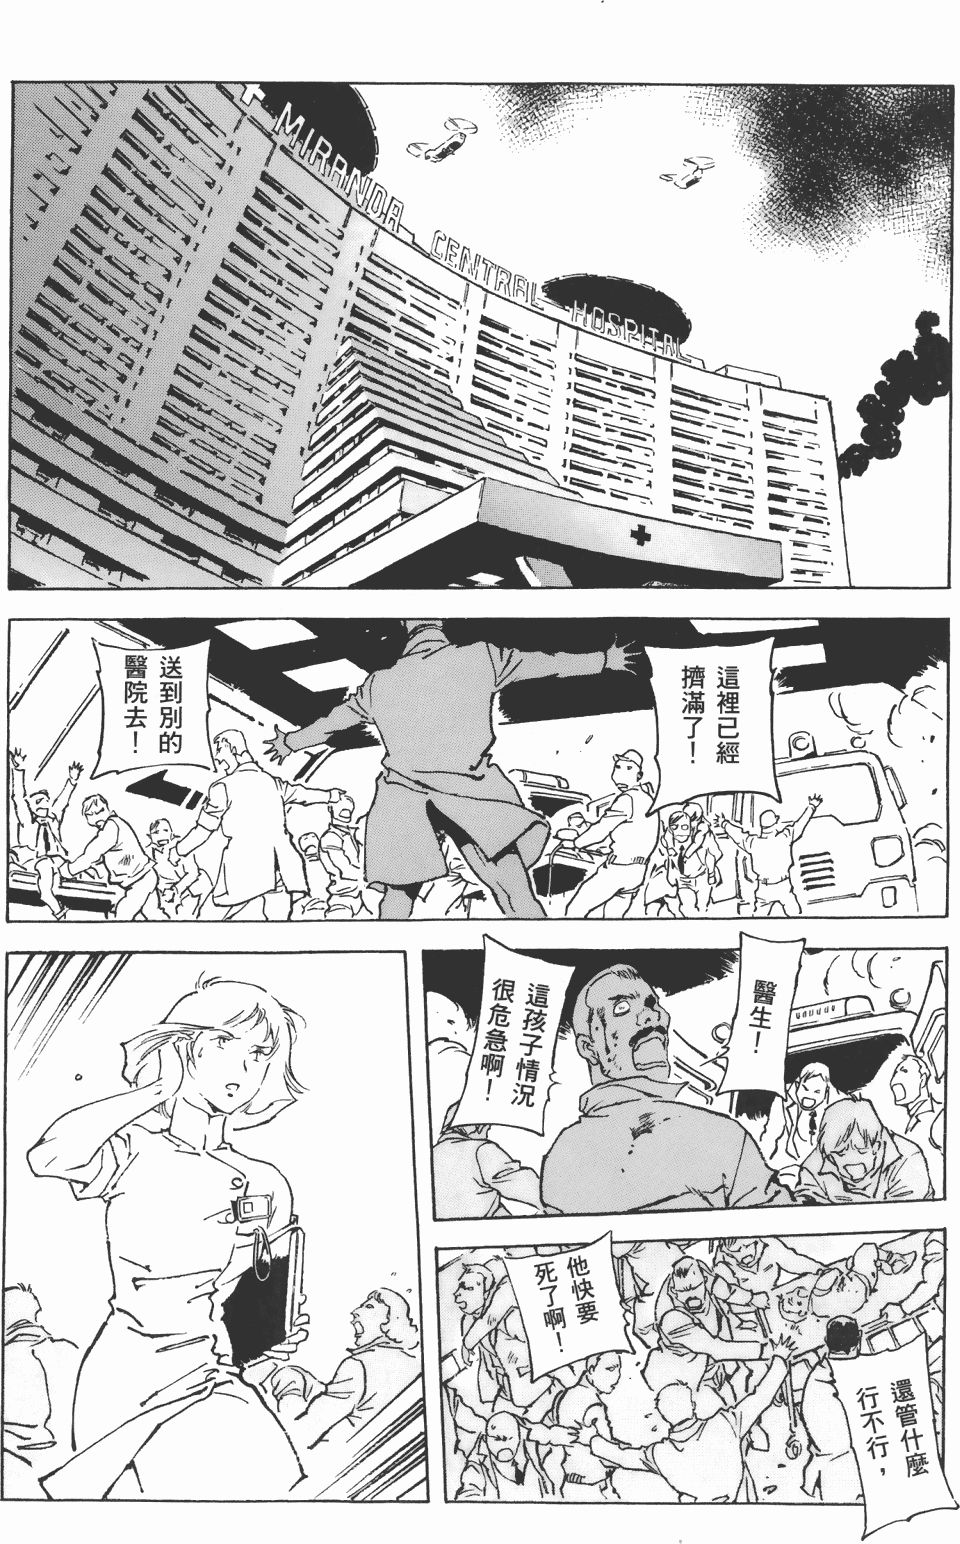 MIRANDA CENTRAL HOSPITAL
這裡已經
擠滿了！
送到別的
醫院去！
醫生！
這孩子情況
很危急啊！
還管什麼
行不行，
他快要
死了啊！